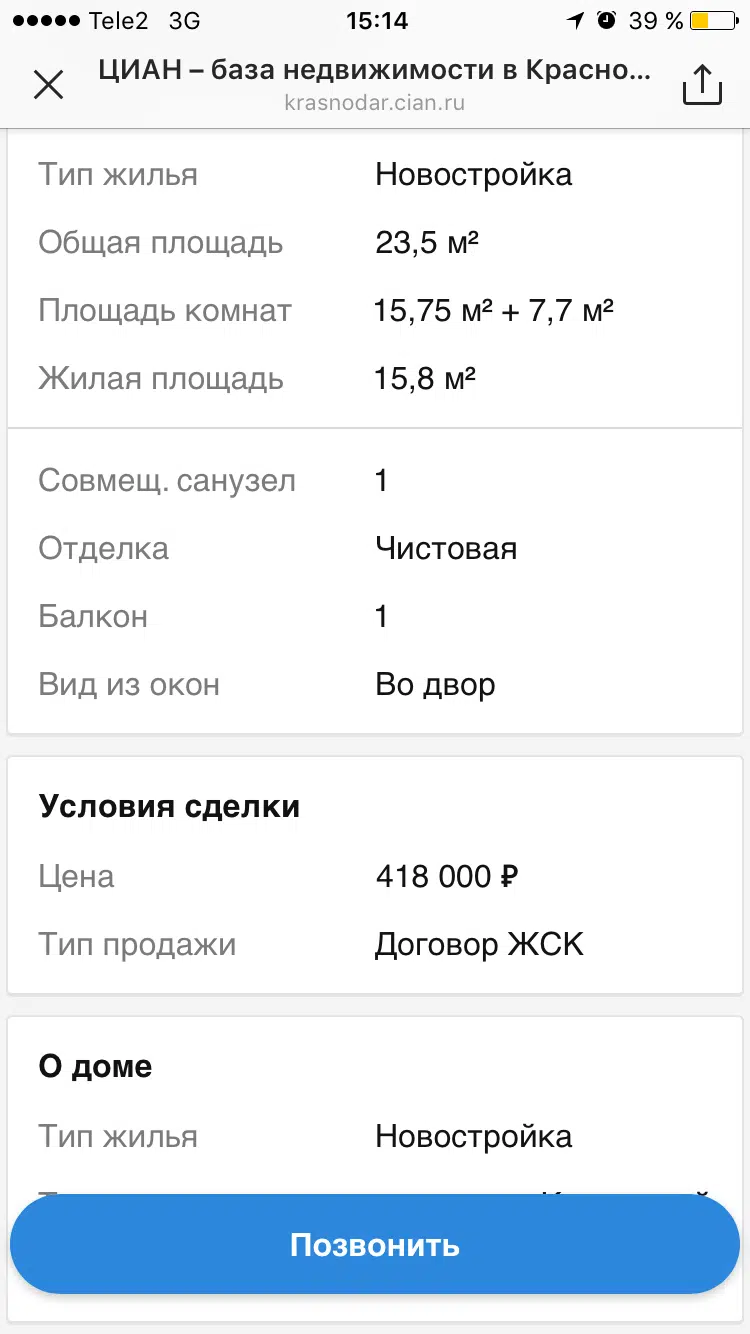 Tele2 3G 15:14 39 %
ЦИАН – база недвижимости в Красно...
krasnodar.cian.ru
Тип жилья Новостройка
Общая площадь 23,5 м²
Площадь комнат 15,75 м² + 7,7 м²
Жилая площадь 15,8 м²
Совмещ. санузел 1
Отделка Чистовая
Балкон 1
Вид из окон Во двор
Условия сделки
Цена 418 000 ₽
Тип продажи Договор ЖСК
О доме
Тип жилья Новостройка
Позвонить